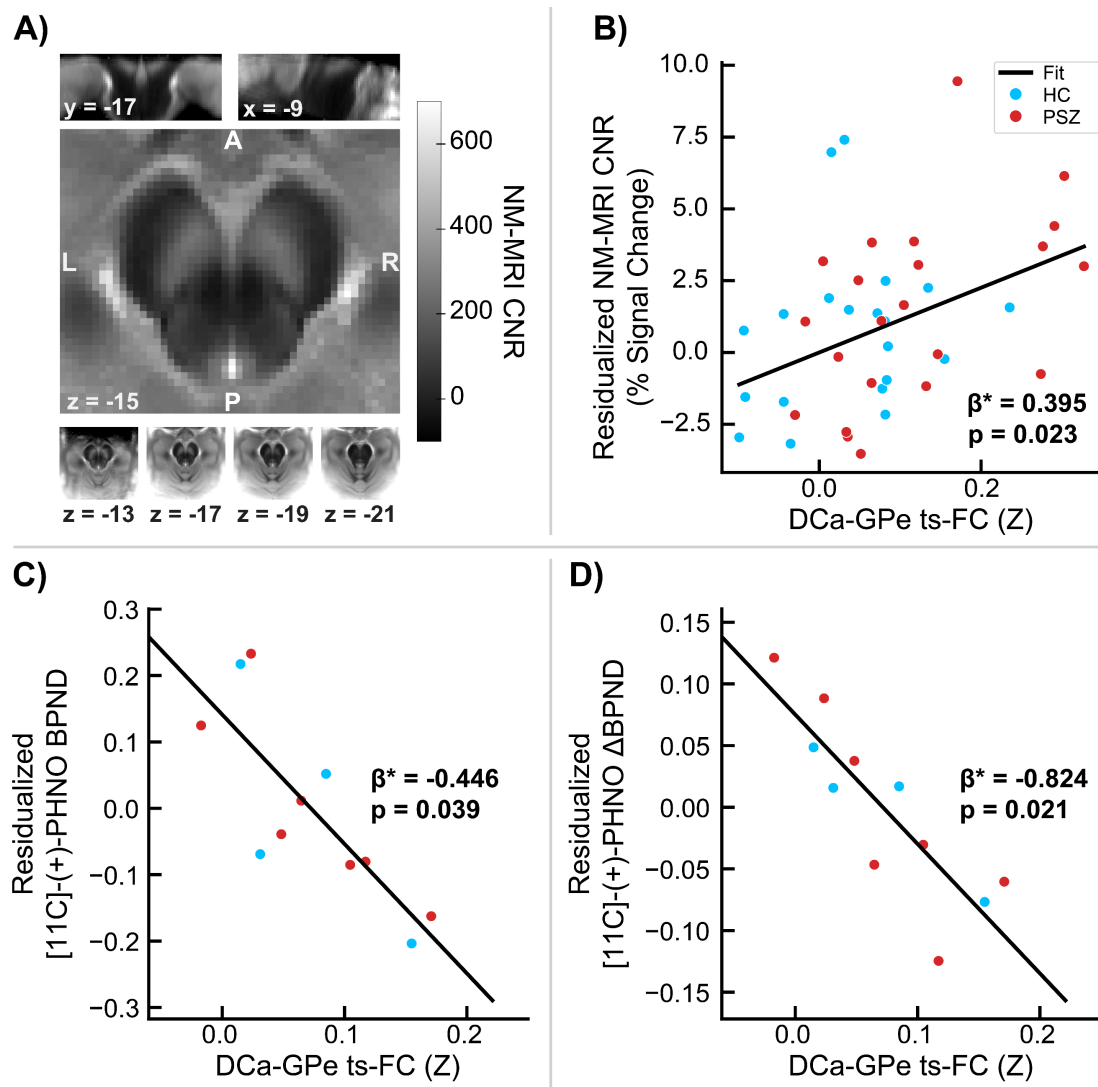 A)
y = -17
x = -9
A
L
R
P
z = -15
600
400
200
0
NM-MRI CNR
z = -13
z = -17
z = -19
z = -21
B)
10.0
7.5
5.0
2.5
0.0
−2.5
Residualized NM-MRI CNR
(% Signal Change)
Fit
HC
PSZ
β* = 0.395
p = 0.023
0.0
0.2
DCa-GPe ts-FC (Z)
C)
0.3
0.2
0.1
0.0
−0.1
−0.2
−0.3
Residualized
[11C]-(+)-PHNO BPND
β* = -0.446
p = 0.039
0.0
0.1
0.2
DCa-GPe ts-FC (Z)
D)
0.15
0.10
0.05
0.00
−0.05
−0.10
−0.15
Residualized
[11C]-(+)-PHNO ΔBPND
β* = -0.824
p = 0.021
0.0
0.1
0.2
DCa-GPe ts-FC (Z)